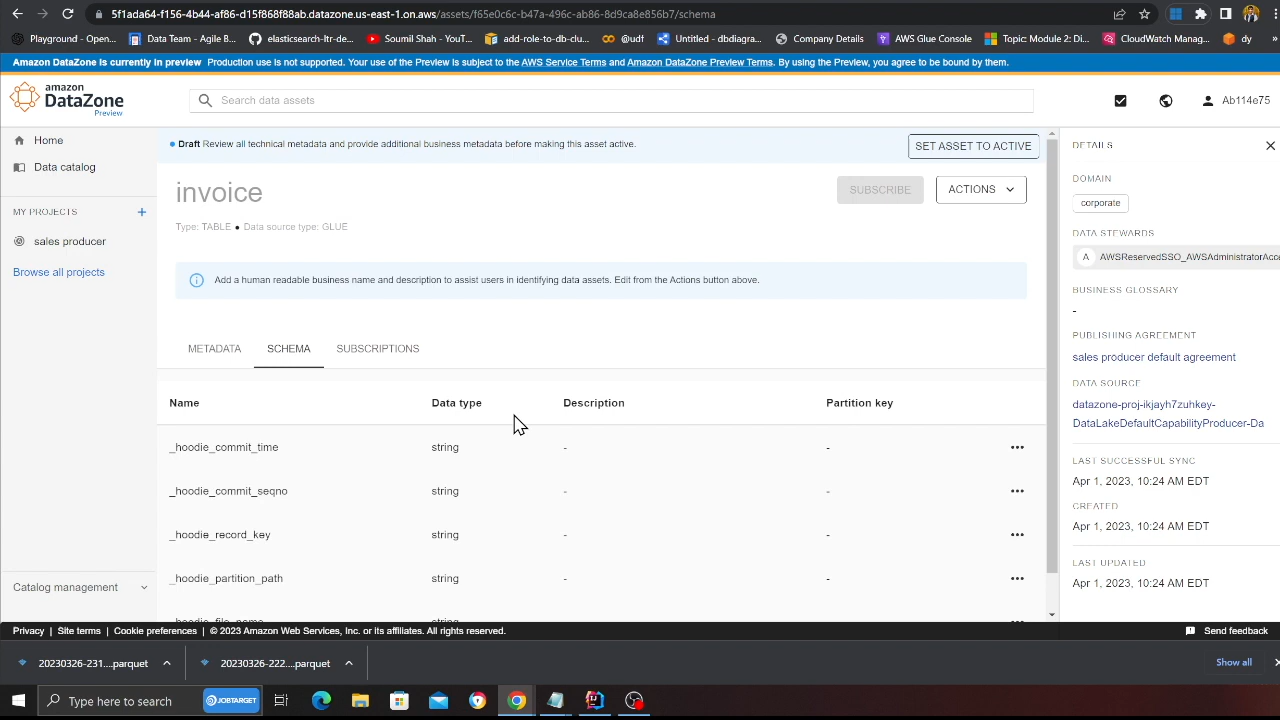 5f1ada64-f156-4b44-af86-d15f868f88ab.datazone.us-east-1.on.aws/assets/f65e0c6c-b47a-496c-ab86-8d9ca8e856b7/schema
Playground - Open... Data Team - Agile B... elasticsearch-ltr-de... Soumil Shah - YouT... add-role-to-db-clu... @udf Untitled - dbdiagra... Company Details AWS Glue Console Topic: Module 2: Di... CloudWatch Manag... dy »
Amazon DataZone is currently in preview Production use is not supported. Your use of the Preview is subject to the AWS Service Terms and Amazon DataZone Preview Terms. By using the Preview, you agree to be bound by them.
amazon
DataZone
Preview
Search data assets
Ab114e75
Home
Data catalog
MY PROJECTS +
sales producer
Browse all projects
Catalog management
Draft Review all technical metadata and provide additional business metadata before making this asset active.
SET ASSET TO ACTIVE
invoice
SUBSCRIBE
ACTIONS
Type: TABLE • Data source type: GLUE
Add a human readable business name and description to assist users in identifying data assets. Edit from the Actions button above.
METADATA SCHEMA SUBSCRIPTIONS
Name Data type Description Partition key
_hoodie_commit_time string - - •••
_hoodie_commit_seqno string - - •••
_hoodie_record_key string - - •••
_hoodie_partition_path string - - •••
_hoodie_file_name string - - •••
DETAILS
DOMAIN
corporate
DATA STEWARDS
A AWSReservedSSO_AWSAdministratorAcce
BUSINESS GLOSSARY
-
PUBLISHING AGREEMENT
sales producer default agreement
DATA SOURCE
datazone-proj-ikjayh7zuhkey-
DataLakeDefaultCapabilityProducer-Da
LAST SUCCESSFUL SYNC
Apr 1, 2023, 10:24 AM EDT
CREATED
Apr 1, 2023, 10:24 AM EDT
LAST UPDATED
Apr 1, 2023, 10:24 AM EDT
Privacy | Site terms | Cookie preferences | © 2023 Amazon Web Services, Inc. or its affiliates. All rights reserved.
Send feedback
20230326-231....parquet 20230326-222....parquet Show all
Type here to search JOBTARGET